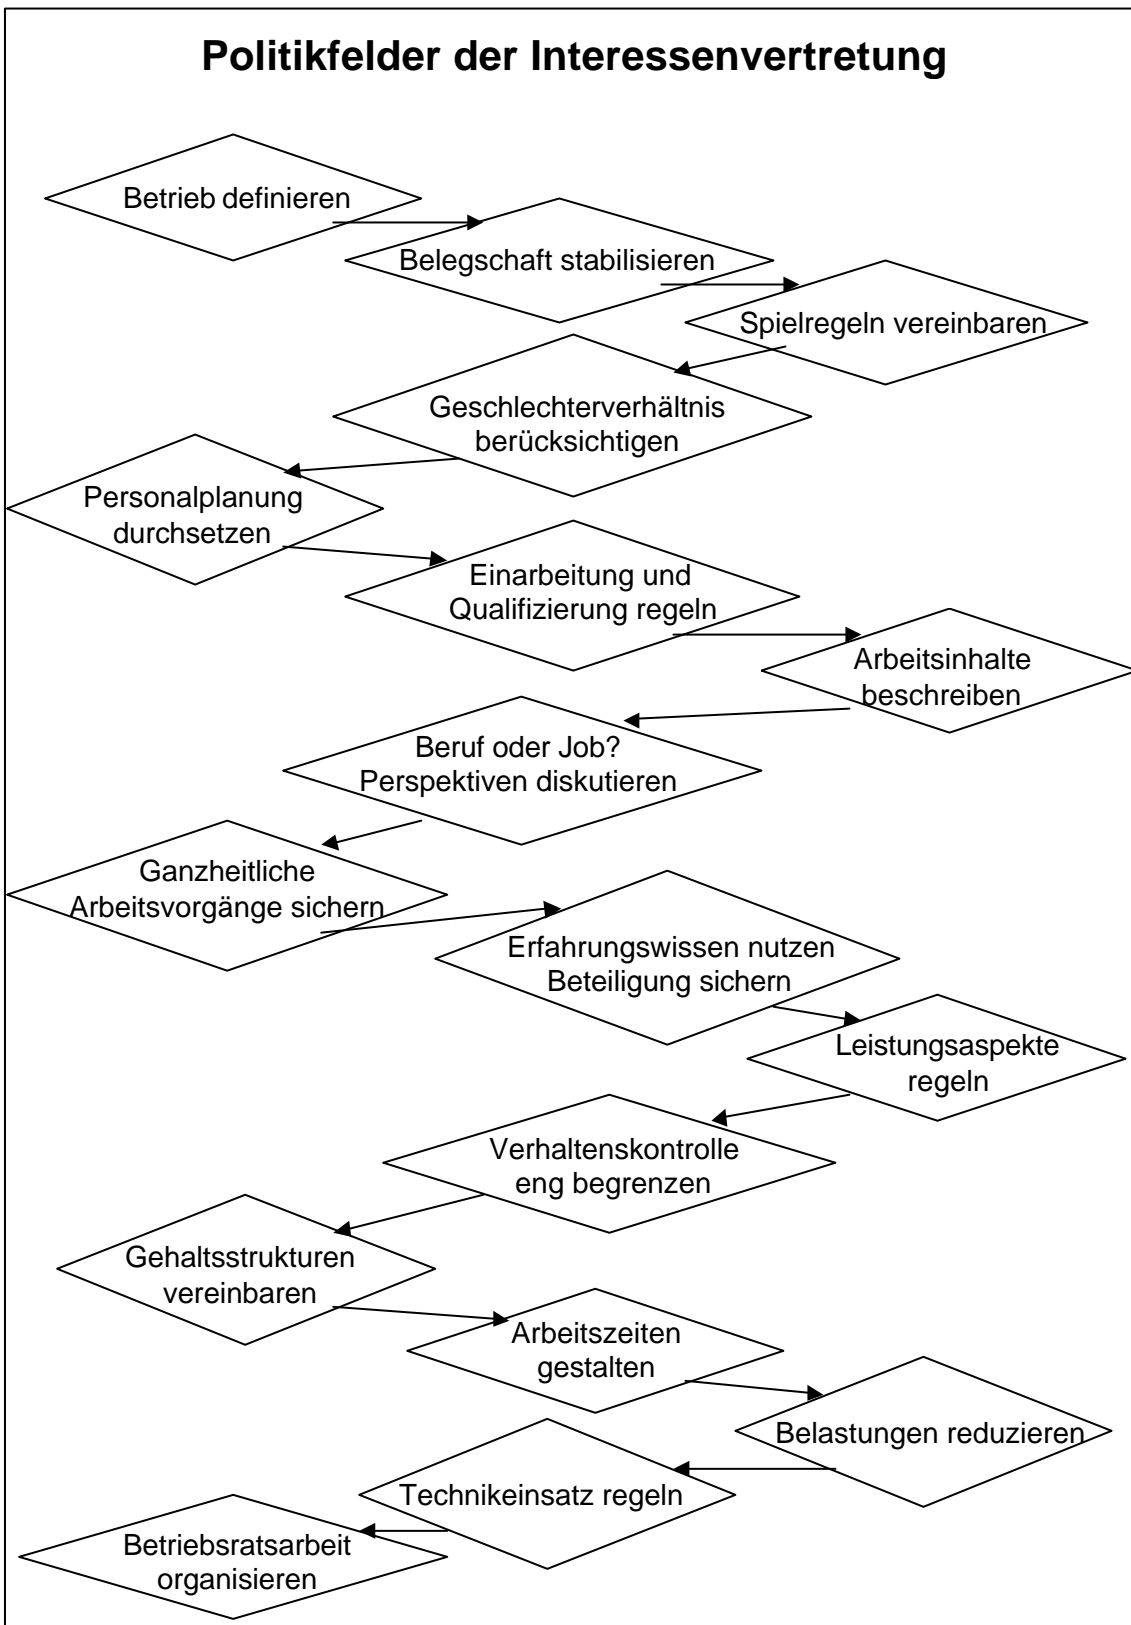 Politikfelder der Interessenvertretung
Betrieb definieren
Belegschaft stabilisieren
Spielregeln vereinbaren
Geschlechterverhältnis
berücksichtigen
Personalplanung
durchsetzen
Einarbeitung und
Qualifizierung regeln
Arbeitsinhalte
beschreiben
Beruf oder Job?
Perspektiven diskutieren
Ganzheitliche
Arbeitsvorgänge sichern
Erfahrungswissen nutzen
Beteiligung sichern
Leistungsaspekte
regeln
Verhaltenskontrolle
eng begrenzen
Gehaltsstrukturen
vereinbaren
Arbeitszeiten
gestalten
Belastungen reduzieren
Technikeinsatz regeln
Betriebsratsarbeit
organisieren